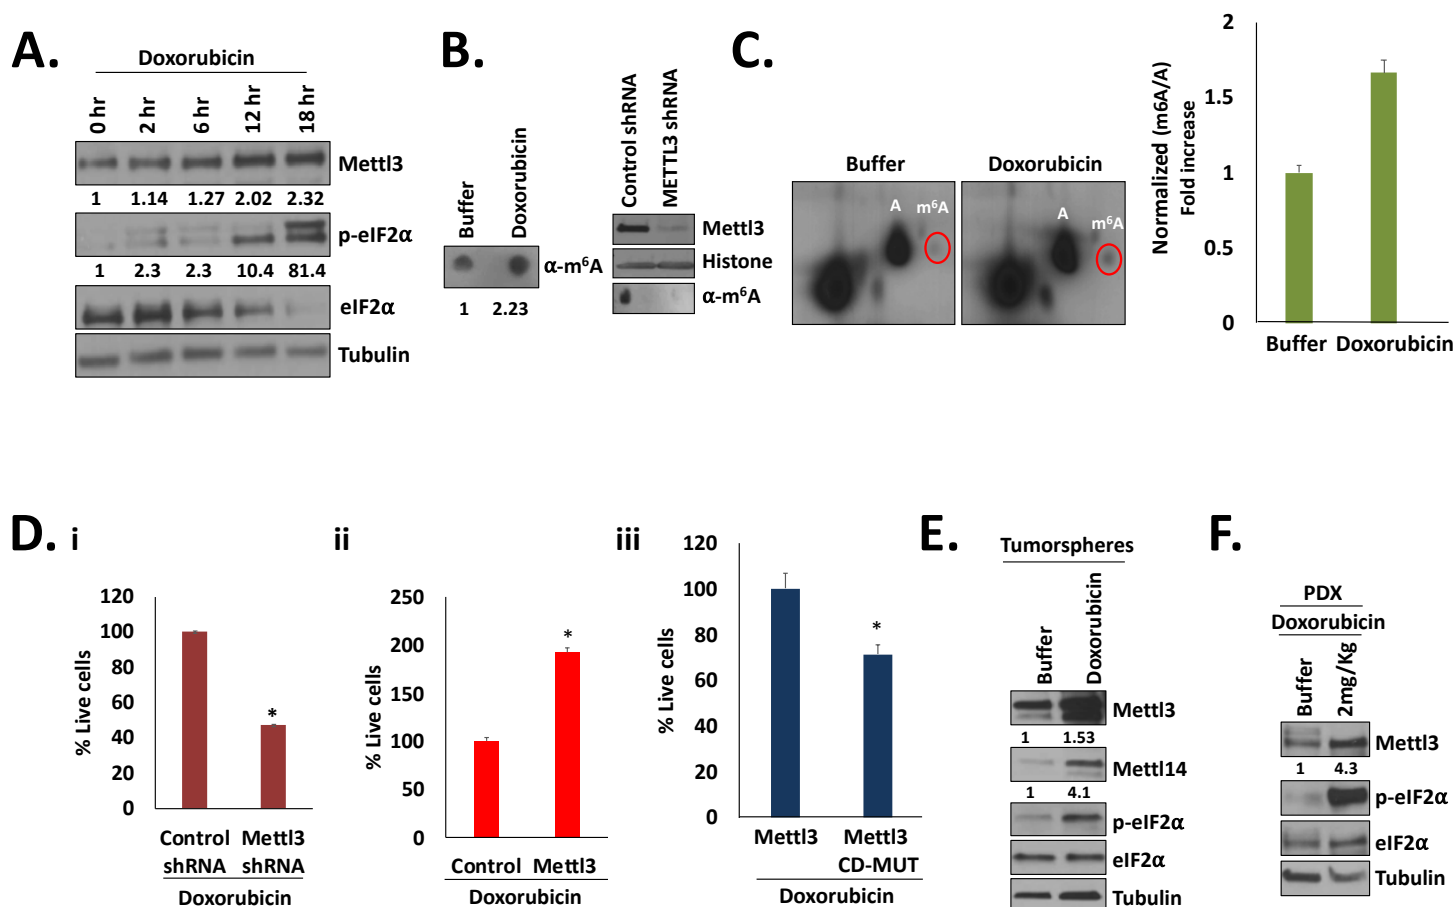 A.
Doxorubicin
0 hr
2 hr
6 hr
12 hr
18 hr
Mettl3
1 1.14 1.27 2.02 2.32
p-eIF2α
1 2.3 2.3 10.4 81.4
eIF2α
Tubulin
B.
Buffer
Doxorubicin
α-m⁶A
1 2.23
Control shRNA
METTL3 shRNA
Mettl3
Histone
α-m⁶A
C.
Buffer
Doxorubicin
A m⁶A
A m⁶A
Normalized (m6A/A)
Fold increase
2
1.5
1
0.5
0
Buffer Doxorubicin
D.
i
% Live cells
120
100
80
60
40
20
0
*
Control Mettl3
shRNA shRNA
Doxorubicin
ii
% Live cells
250
200
150
100
50
0
*
Control Mettl3
Doxorubicin
iii
% Live cells
120
100
80
60
40
20
0
*
Mettl3 Mettl3
CD-MUT
Doxorubicin
E.
Tumorspheres
Buffer
Doxorubicin
Mettl3
1 1.53
Mettl14
1 4.1
p-eIF2α
eIF2α
Tubulin
F.
PDX
Doxorubicin
Buffer
2mg/Kg
Mettl3
1 4.3
p-eIF2α
eIF2α
Tubulin